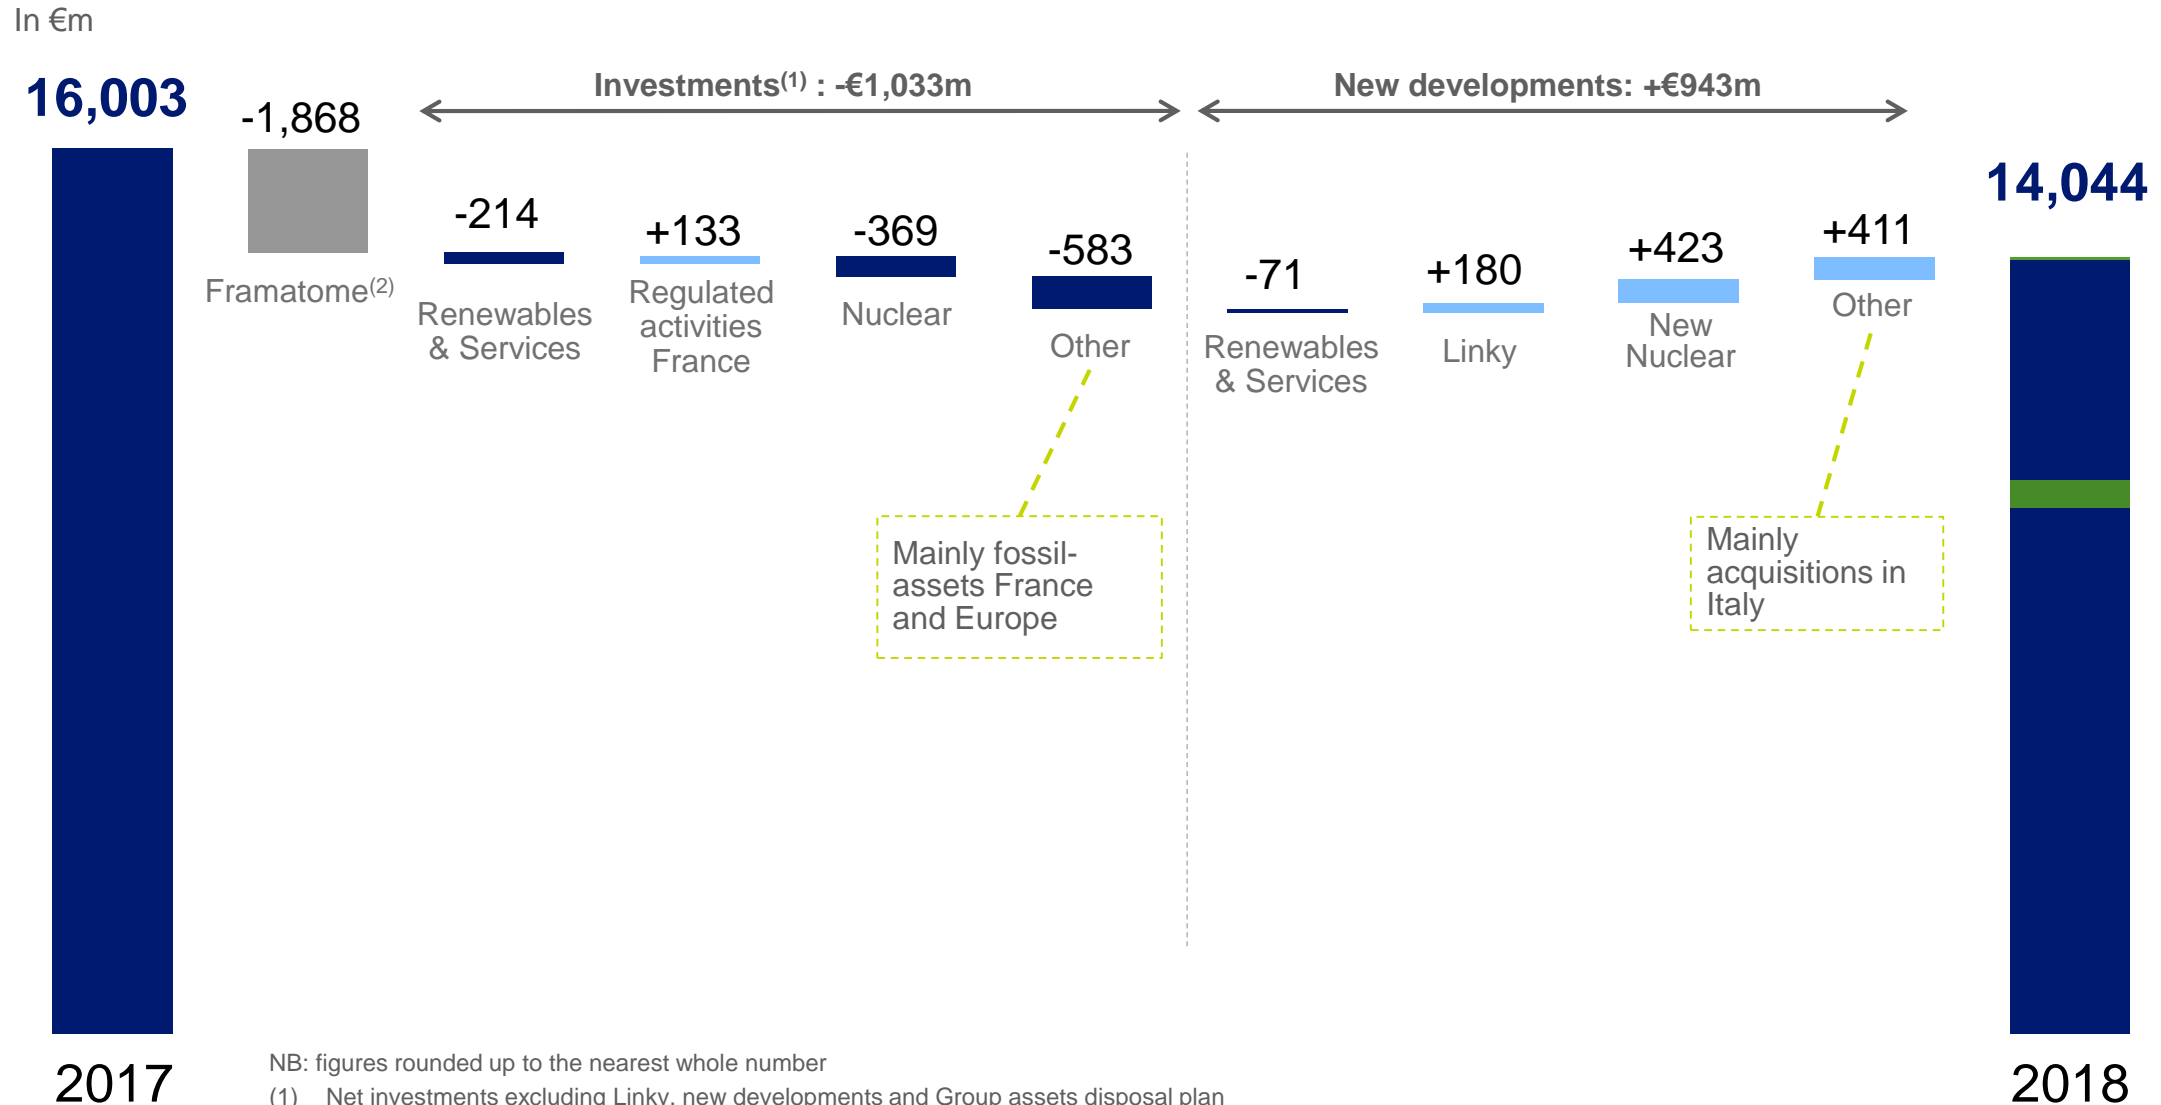 In €m
Investments(1) : -€1,033m
New developments: +€943m
16,003
-1,868
Framatome(2)
-214
Renewables
& Services
+133
Regulated
activities
France
-369
Nuclear
-583
Other
Mainly fossil-
assets France
and Europe
-71
Renewables
& Services
+180
Linky
+423
New
Nuclear
+411
Other
Mainly
acquisitions in
Italy
14,044
2017
2018
NB: figures rounded up to the nearest whole number
(1) Net investments excluding Linky, new developments and Group assets disposal plan